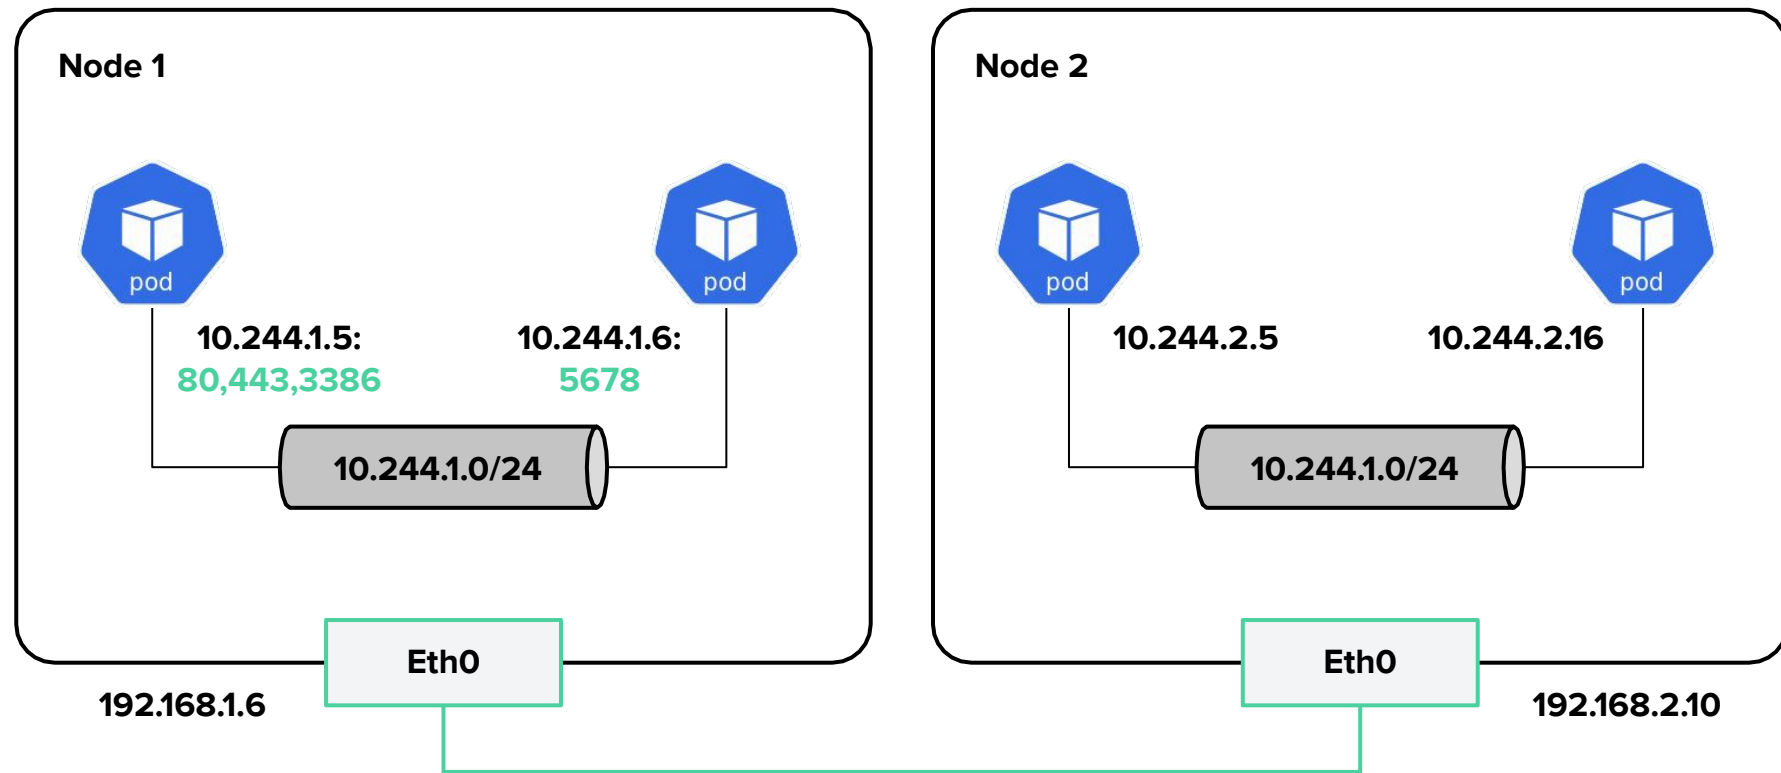 Node 1
pod
pod
10.244.1.5:
80,443,3386
10.244.1.6:
5678
10.244.1.0/24
Eth0
192.168.1.6
Node 2
pod
pod
10.244.2.5
10.244.2.16
10.244.1.0/24
Eth0
192.168.2.10